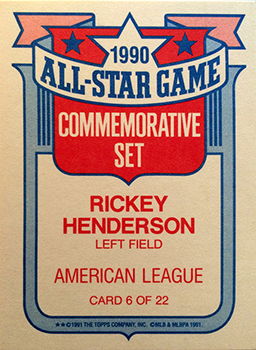 1990
ALL-STAR GAME
COMMEMORATIVE
SET
RICKEY
HENDERSON
LEFT FIELD
AMERICAN LEAGUE
CARD 6 OF 22
★★©1991 THE TOPPS COMPANY, INC. ©MLB & MLBPA 1991.